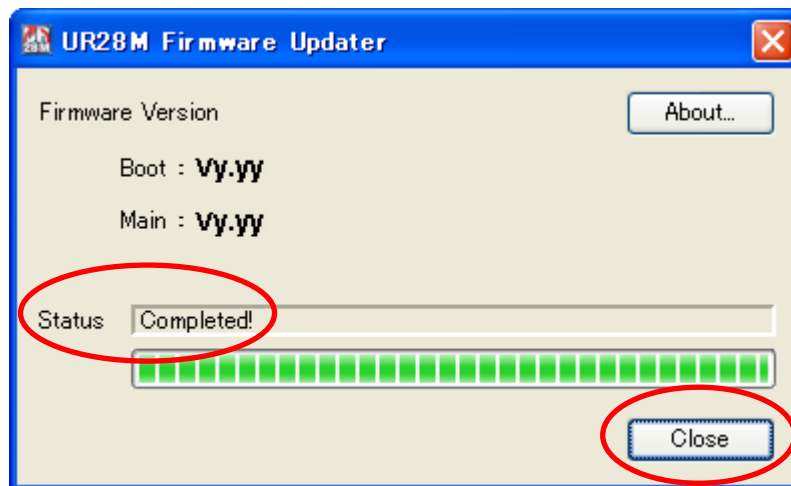 UR28M Firmware Updater
Firmware Version
About...
Boot : Vy.yy
Main : Vy.yy
Status Completed!
Close